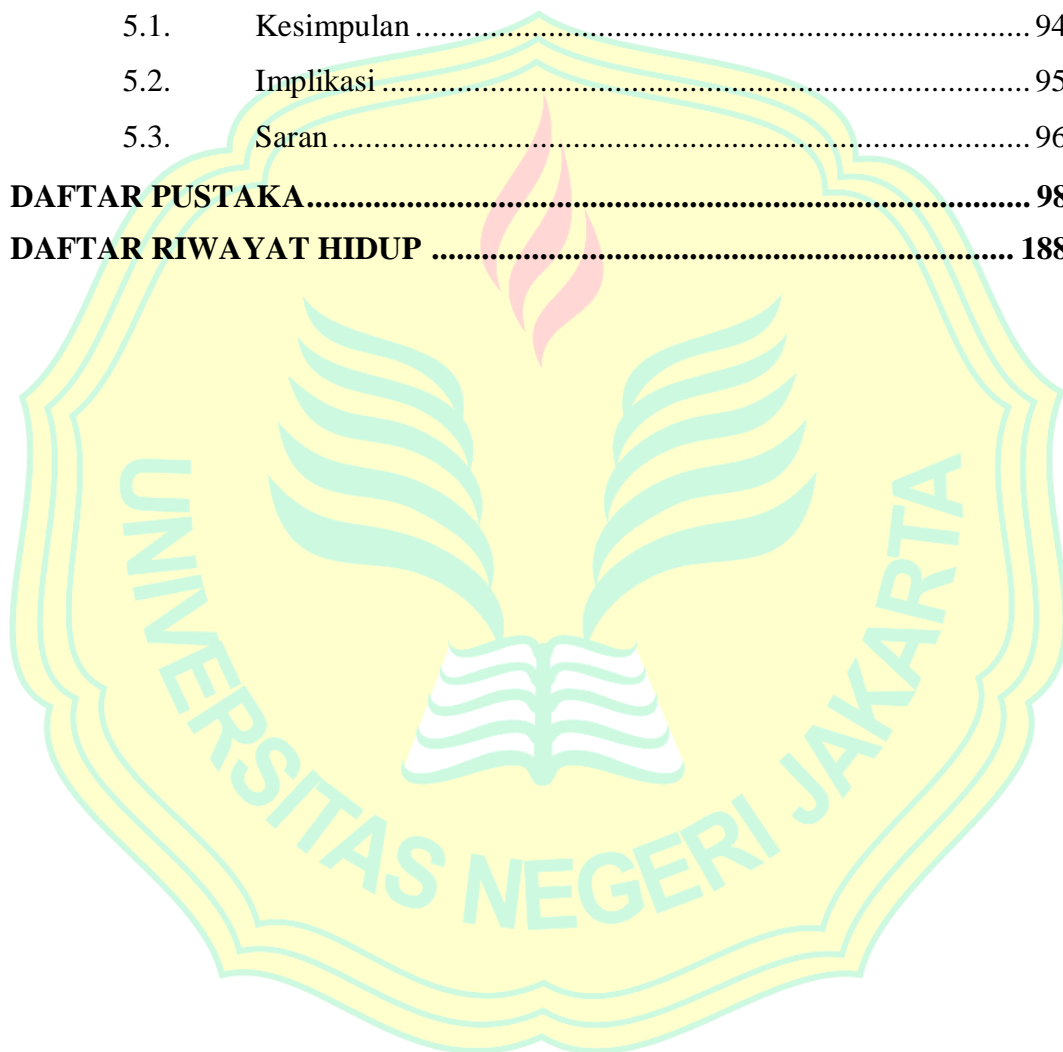 5.1. Kesimpulan ........................................................................... 94
5.2. Implikasi ............................................................................... 95
5.3. Saran ..................................................................................... 96
DAFTAR PUSTAKA ......................................................................................... 98
DAFTAR RIWAYAT HIDUP ....................................................................... 188
UNIVERSITAS NEGERI JAKARTA